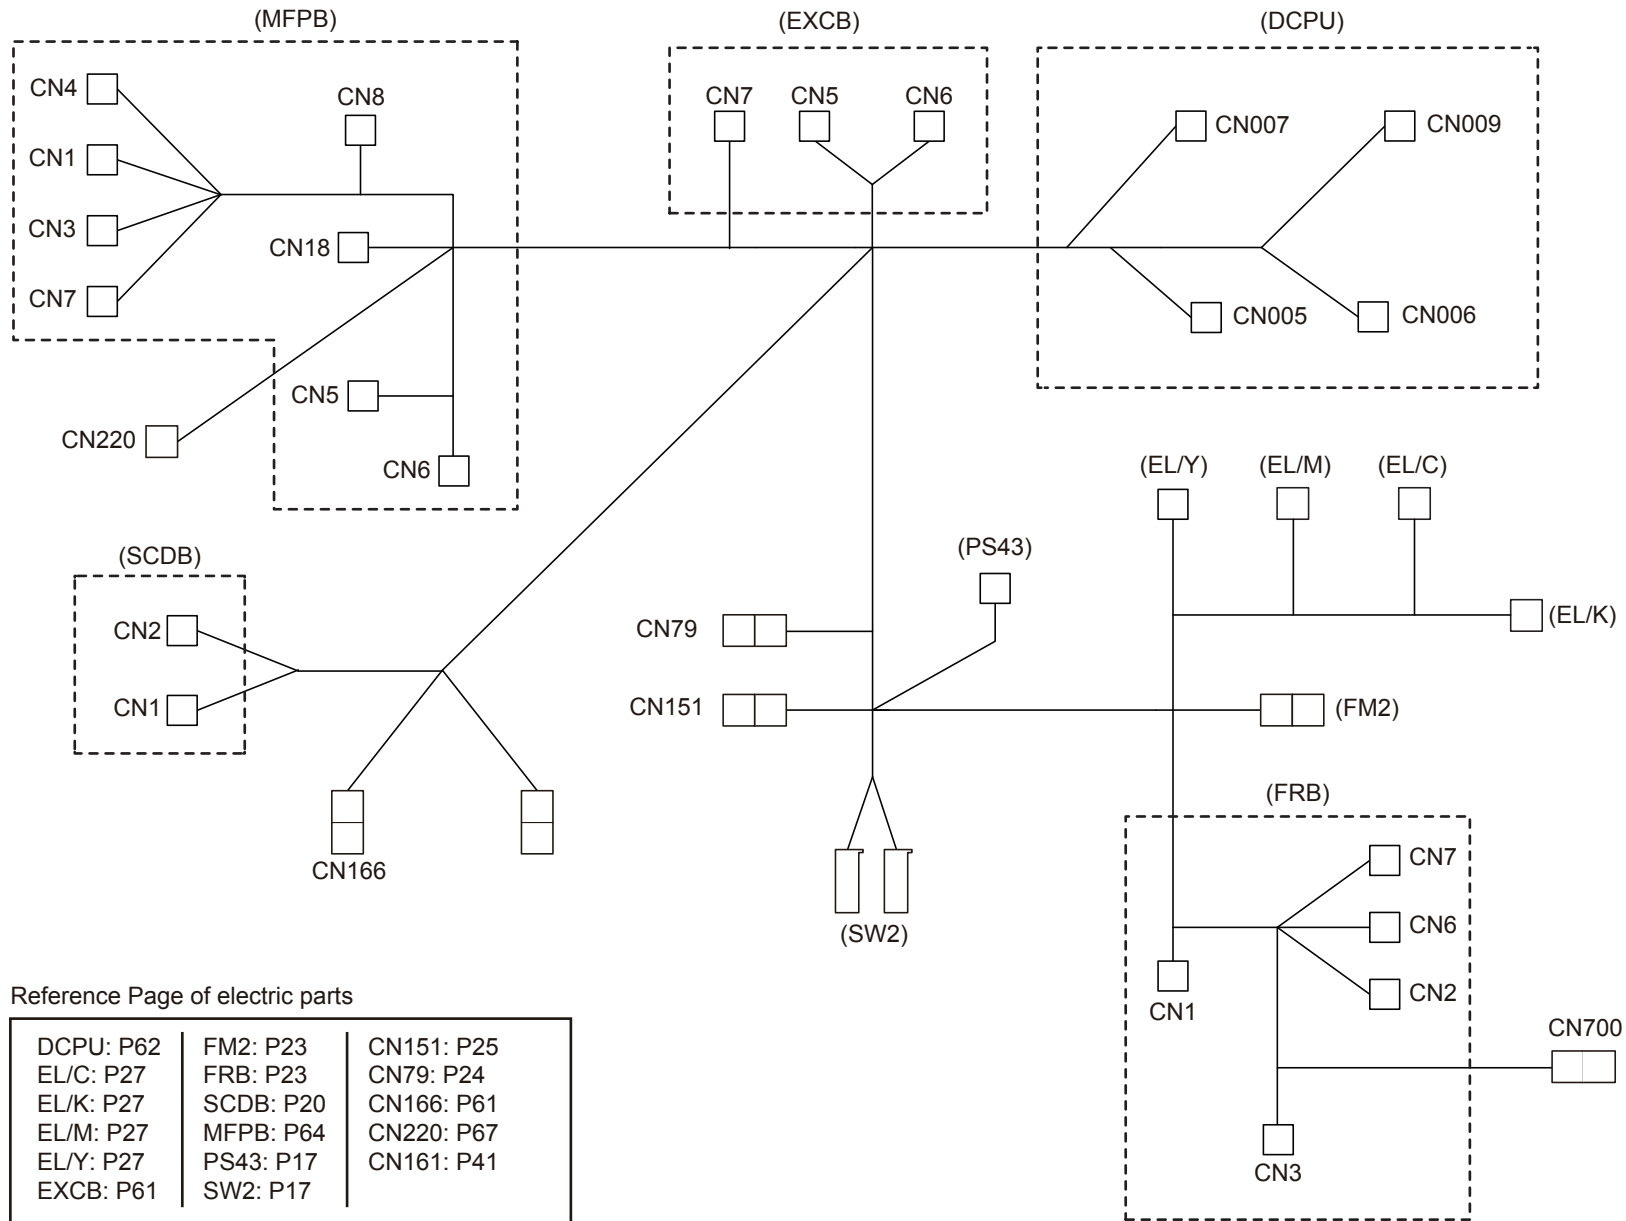 (MFPB)
(EXCB)
(DCPU)
CN4
CN8
CN1
CN3
CN18
CN7
CN5
CN220
CN6
CN7
CN5
CN6
CN007
CN009
CN005
CN006
(SCDB)
CN2
CN1
CN166
(PS43)
CN79
CN151
(SW2)
(EL/Y)
(EL/M)
(EL/C)
(EL/K)
(FM2)
(FRB)
CN7
CN6
CN2
CN1
CN700
CN3
Reference Page of electric parts
DCPU: P62
EL/C: P27
EL/K: P27
EL/M: P27
EL/Y: P27
EXCB: P61
FM2: P23
FRB: P23
SCDB: P20
MFPB: P64
PS43: P17
SW2: P17
CN151: P25
CN79: P24
CN166: P61
CN220: P67
CN161: P41